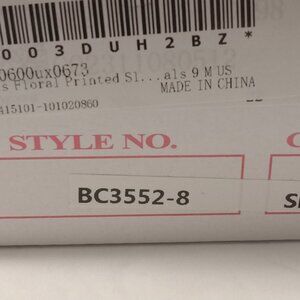 003DUH2BZ*
0600ux0673
s Floral Printed Sl...als 9 M US
MADE IN CHINA
415101-101020860
STYLE NO.
BC3552-8